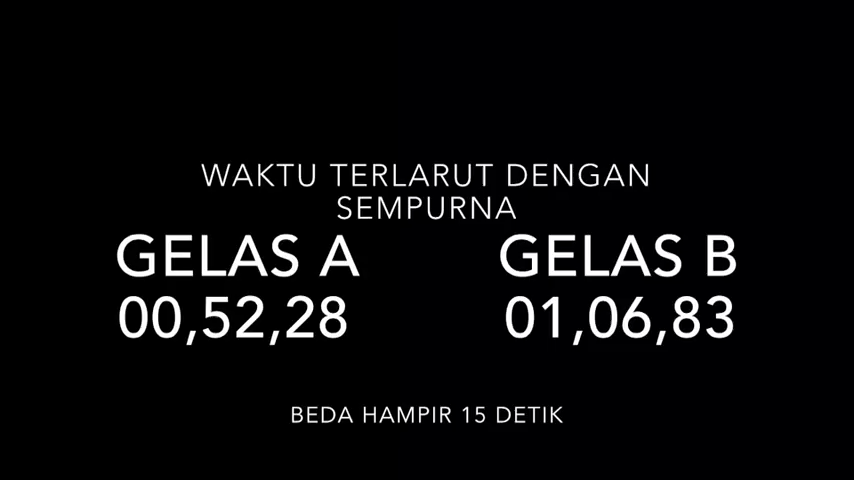 WAKTU TERLARUT DENGAN
SEMPURNA
GELAS A
00,52,28
GELAS B
01,06,83
BEDA HAMPIR 15 DETIK